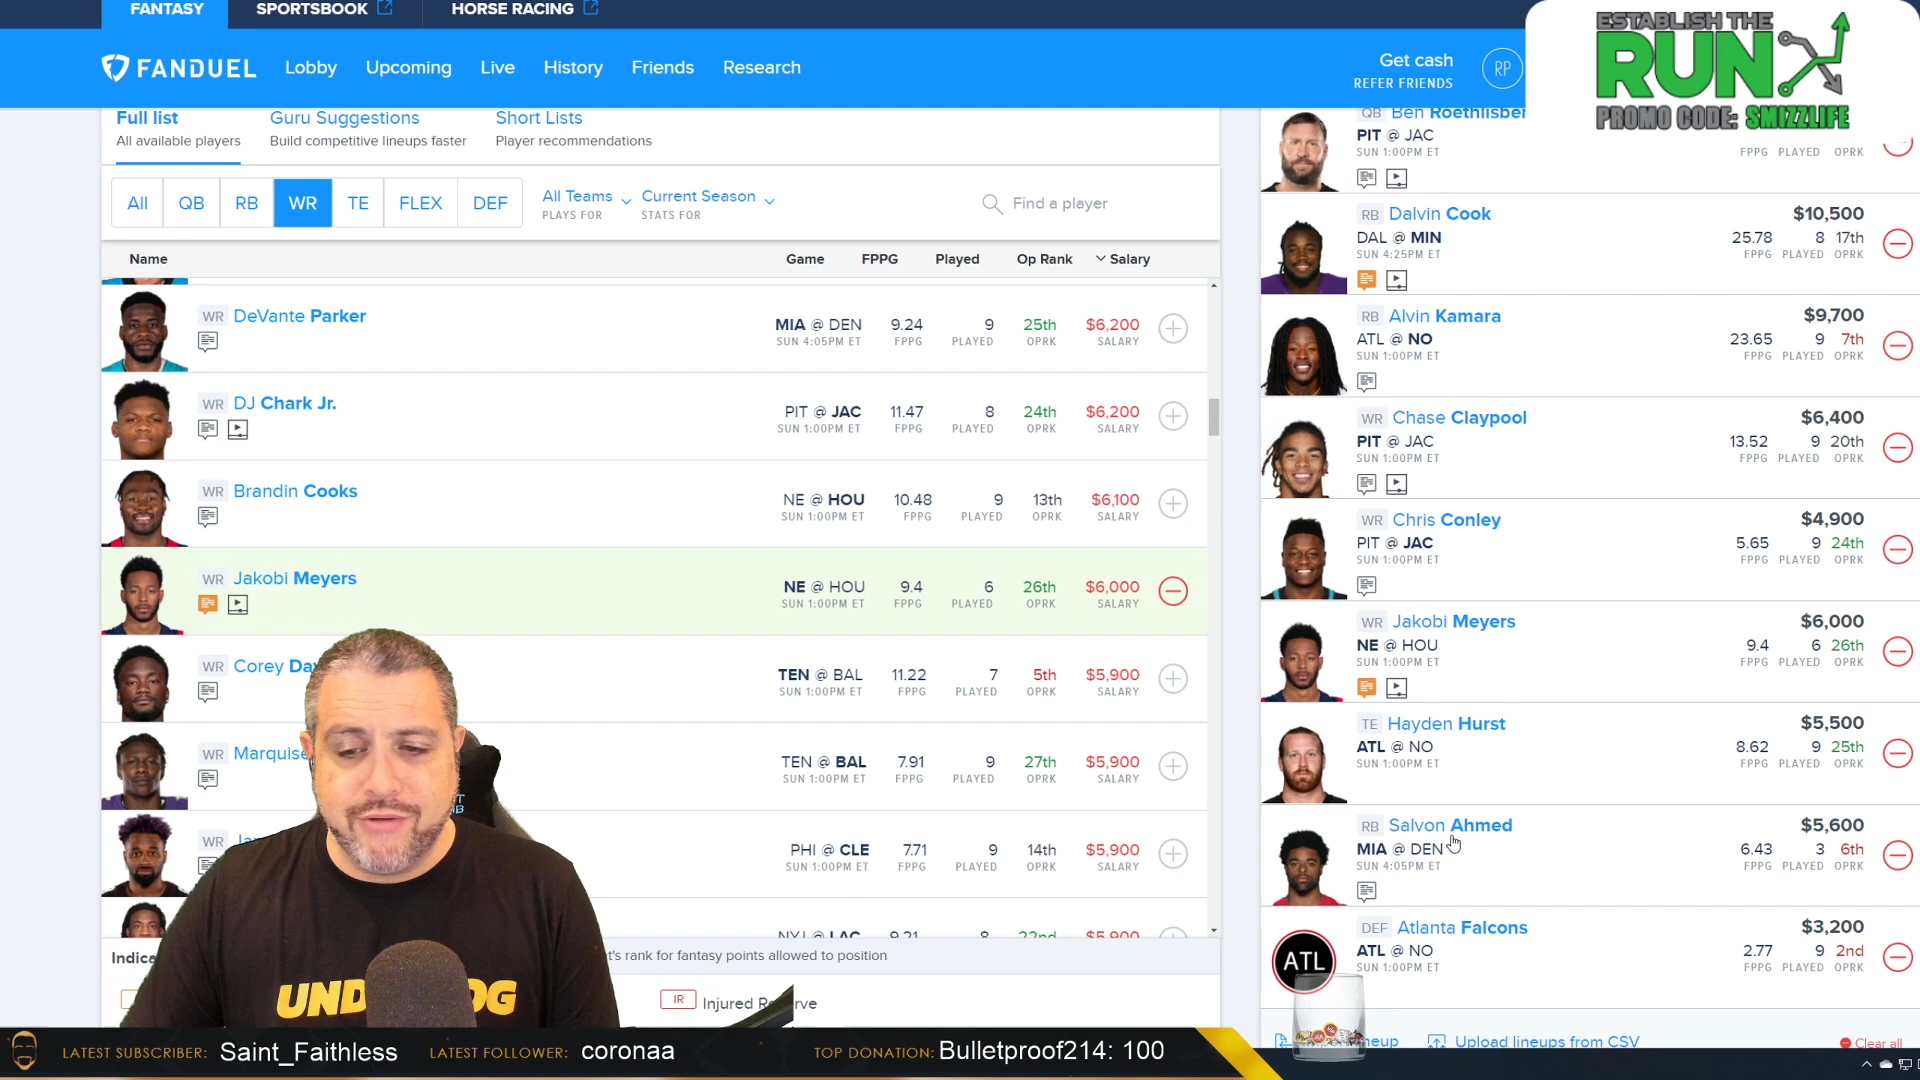 FANTASY
SPORTSBOOK
HORSE RACING
FANDUEL
Lobby
Upcoming
Live
History
Friends
Research
Get cash
REFER FRIENDS
RP
ESTABLISH THE
RUN
PROMO CODE: SMIZZLIFE
Full list
All available players
Guru Suggestions
Build competitive lineups faster
Short Lists
Player recommendations
All QB RB WR TE FLEX DEF
All Teams
PLAYS FOR
Current Season
STATS FOR
Find a player
Name Game FPPG Played Op Rank Salary
WR DeVante Parker MIA @ DEN 9.24 9 25th $6,200
SUN 4:05PM ET FPPG PLAYED OPRK SALARY
WR DJ Chark Jr. PIT @ JAC 11.47 8 24th $6,200
SUN 1:00PM ET FPPG PLAYED OPRK SALARY
WR Brandin Cooks NE @ HOU 10.48 9 13th $6,100
SUN 1:00PM ET FPPG PLAYED OPRK SALARY
WR Jakobi Meyers NE @ HOU 9.4 6 26th $6,000
SUN 1:00PM ET FPPG PLAYED OPRK SALARY
WR Corey TEN @ BAL 11.22 7 5th $5,900
SUN 1:00PM ET FPPG PLAYED OPRK SALARY
WR Marquise TEN @ BAL 7.91 9 27th $5,900
SUN 1:00PM ET FPPG PLAYED OPRK SALARY
WR PHI @ CLE 7.71 9 14th $5,900
SUN 1:00PM ET FPPG PLAYED OPRK SALARY
NYJ @ LAC 9.21 8 22nd $5,900
rank for fantasy points allowed to position
IR Injured
QB Ben
PIT @ JAC
SUN 1:00PM ET FPPG PLAYED OPRK
RB Dalvin Cook $10,500
DAL @ MIN 25.78 8 17th
SUN 4:25PM ET FPPG PLAYED OPRK
RB Alvin Kamara $9,700
ATL @ NO 23.65 9 7th
SUN 1:00PM ET FPPG PLAYED OPRK
WR Chase Claypool $6,400
PIT @ JAC 13.52 9 20th
SUN 1:00PM ET FPPG PLAYED OPRK
WR Chris Conley $4,900
PIT @ JAC 5.65 9 24th
SUN 1:00PM ET FPPG PLAYED OPRK
WR Jakobi Meyers $6,000
NE @ HOU 9.4 6 26th
SUN 1:00PM ET FPPG PLAYED OPRK
TE Hayden Hurst $5,500
ATL @ NO 8.62 9 25th
SUN 1:00PM ET FPPG PLAYED OPRK
RB Salvon Ahmed $5,600
MIA @ DEN 6.43 3 6th
SUN 4:05PM ET FPPG PLAYED OPRK
ATL
DEF Atlanta Falcons $3,200
ATL @ NO 2.77 9 2nd
SUN 1:00PM ET FPPG PLAYED OPRK
Upload lineups from CSV
Clear all
LATEST SUBSCRIBER: Saint_Faithless
LATEST FOLLOWER: coronaa
TOP DONATION: Bulletproof214: 100